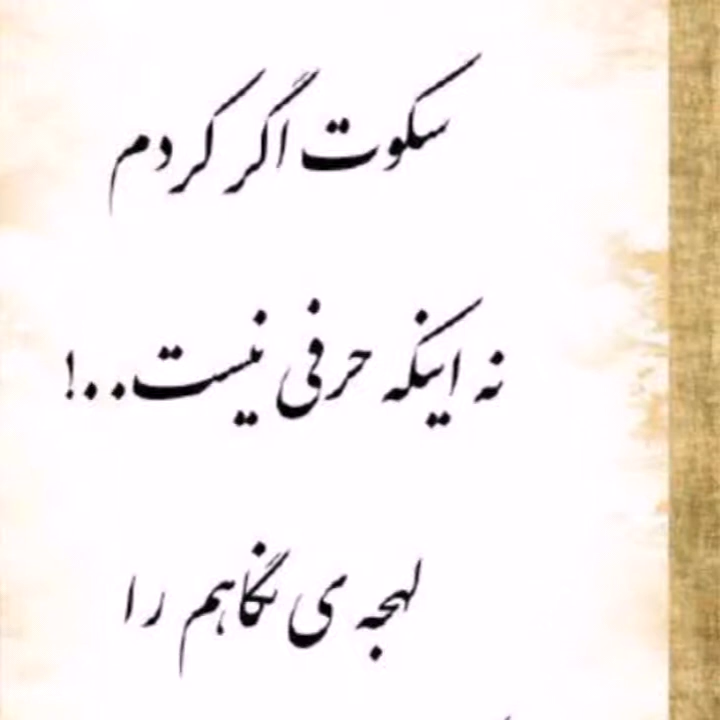 سکوت اگر کردم
نه اینکه حرفی نیست..!
لهجه ی نگاهم را